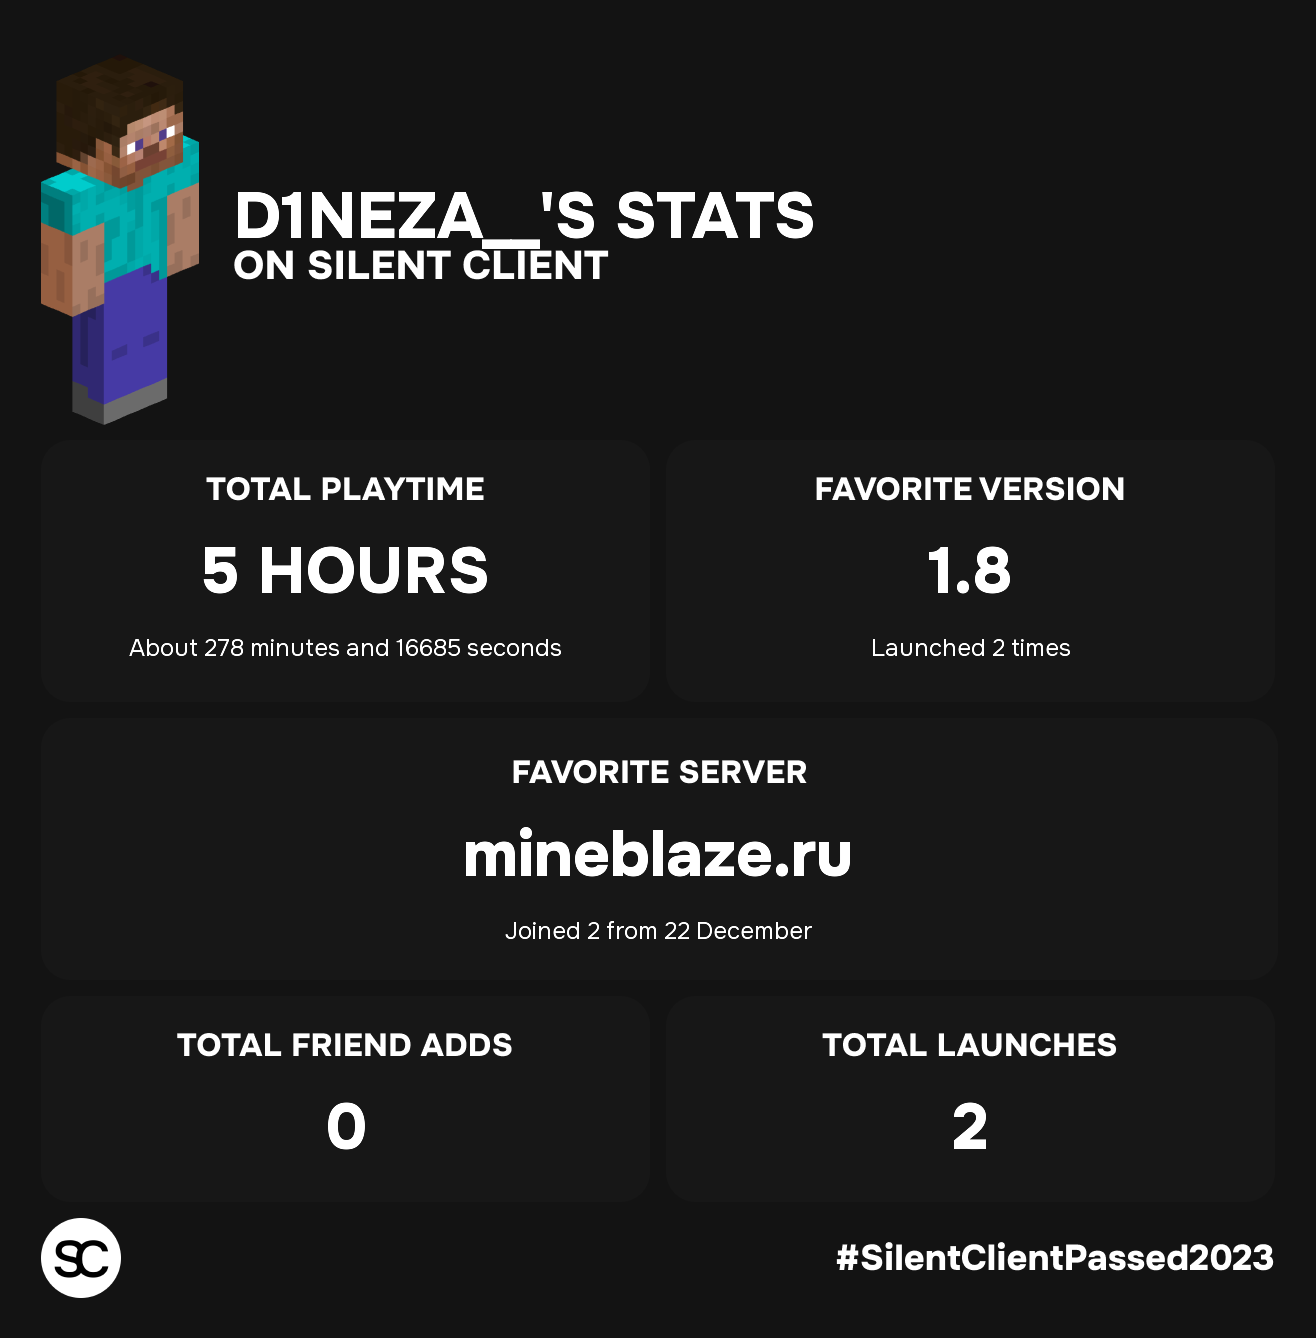 D1NEZA__'S STATS
ON SILENT CLIENT
TOTAL PLAYTIME
5 HOURS
About 278 minutes and 16685 seconds
FAVORITE VERSION
1.8
Launched 2 times
FAVORITE SERVER
mineblaze.ru
Joined 2 from 22 December
TOTAL FRIEND ADDS
0
TOTAL LAUNCHES
2
SC
#SilentClientPassed2023